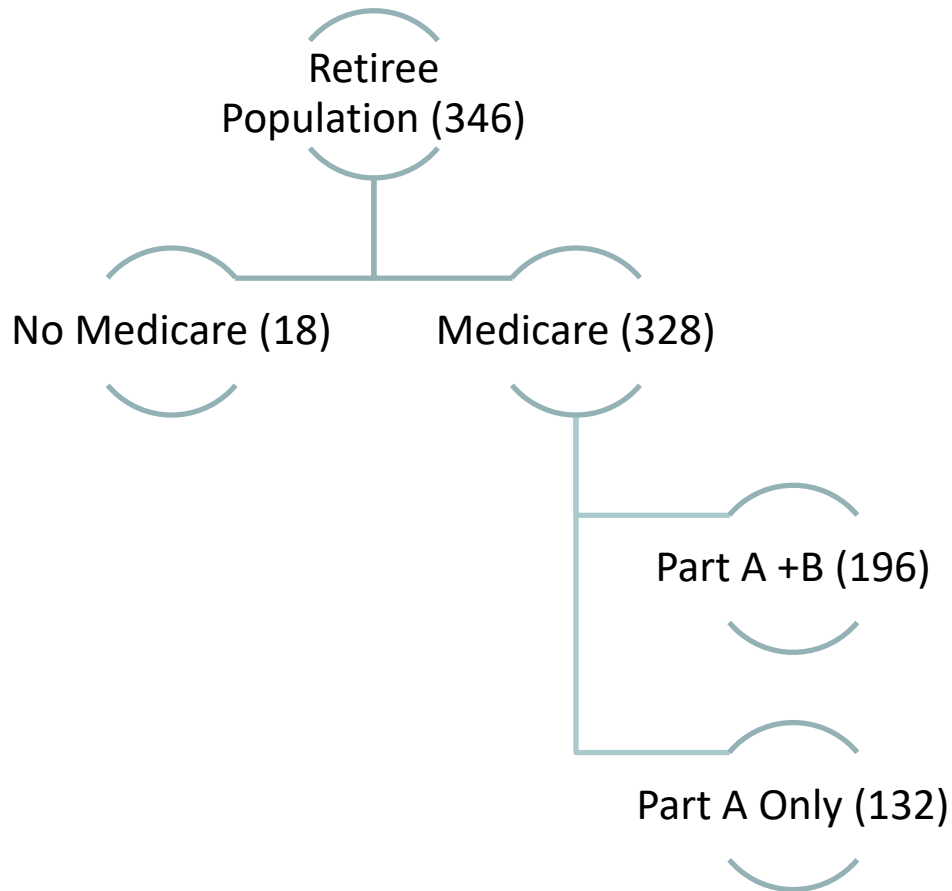 Retiree
Population (346)
No Medicare (18)
Medicare (328)
Part A +B (196)
Part A Only (132)